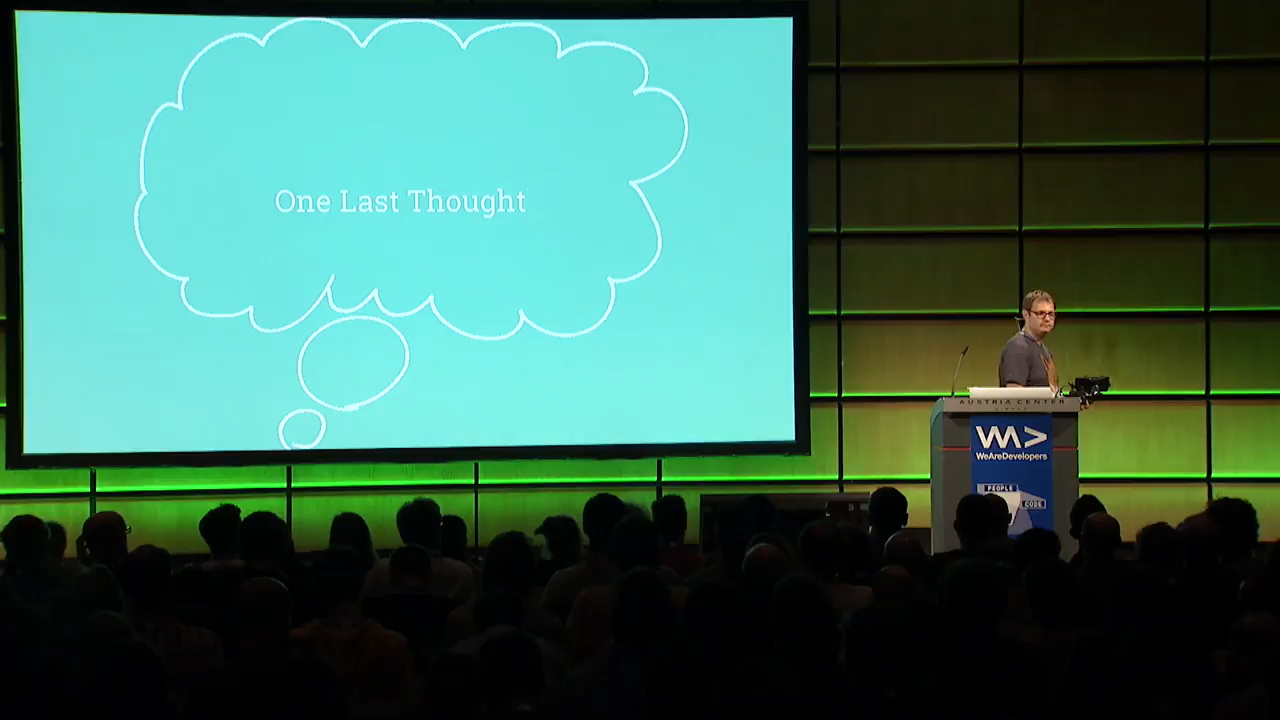 One Last Thought
AUSTRIA CENTER
WeAreDevelopers
PEOPLE
CODE